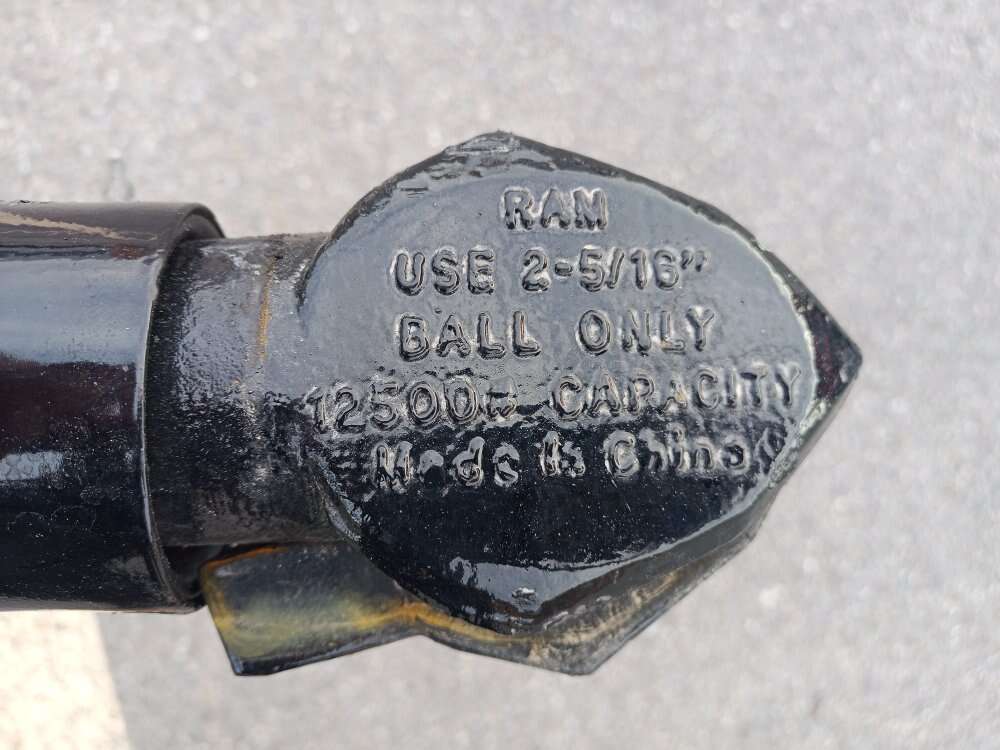 RAM
USE 2-5/16"
BALL ONLY
12500# CAPACITY
Made In China